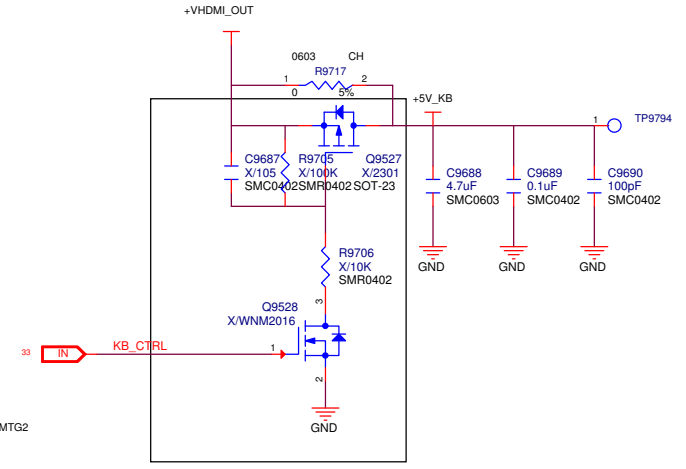 +VHDMI_OUT
0603 CH
R9717
1 2
0 5%
+5V_KB
1 TP9794
C9687
X/105
SMC0402
R9705
X/100K
SMR0402
Q9527
X/2301
SOT-23
C9688
4.7uF
SMC0603
C9689
0.1uF
SMC0402
C9690
100pF
SMC0402
GND
GND
GND
R9706
X/10K
SMR0402
3
Q9528
X/WNM2016
33 IN KB_CTRL 1
2
GND
MTG2